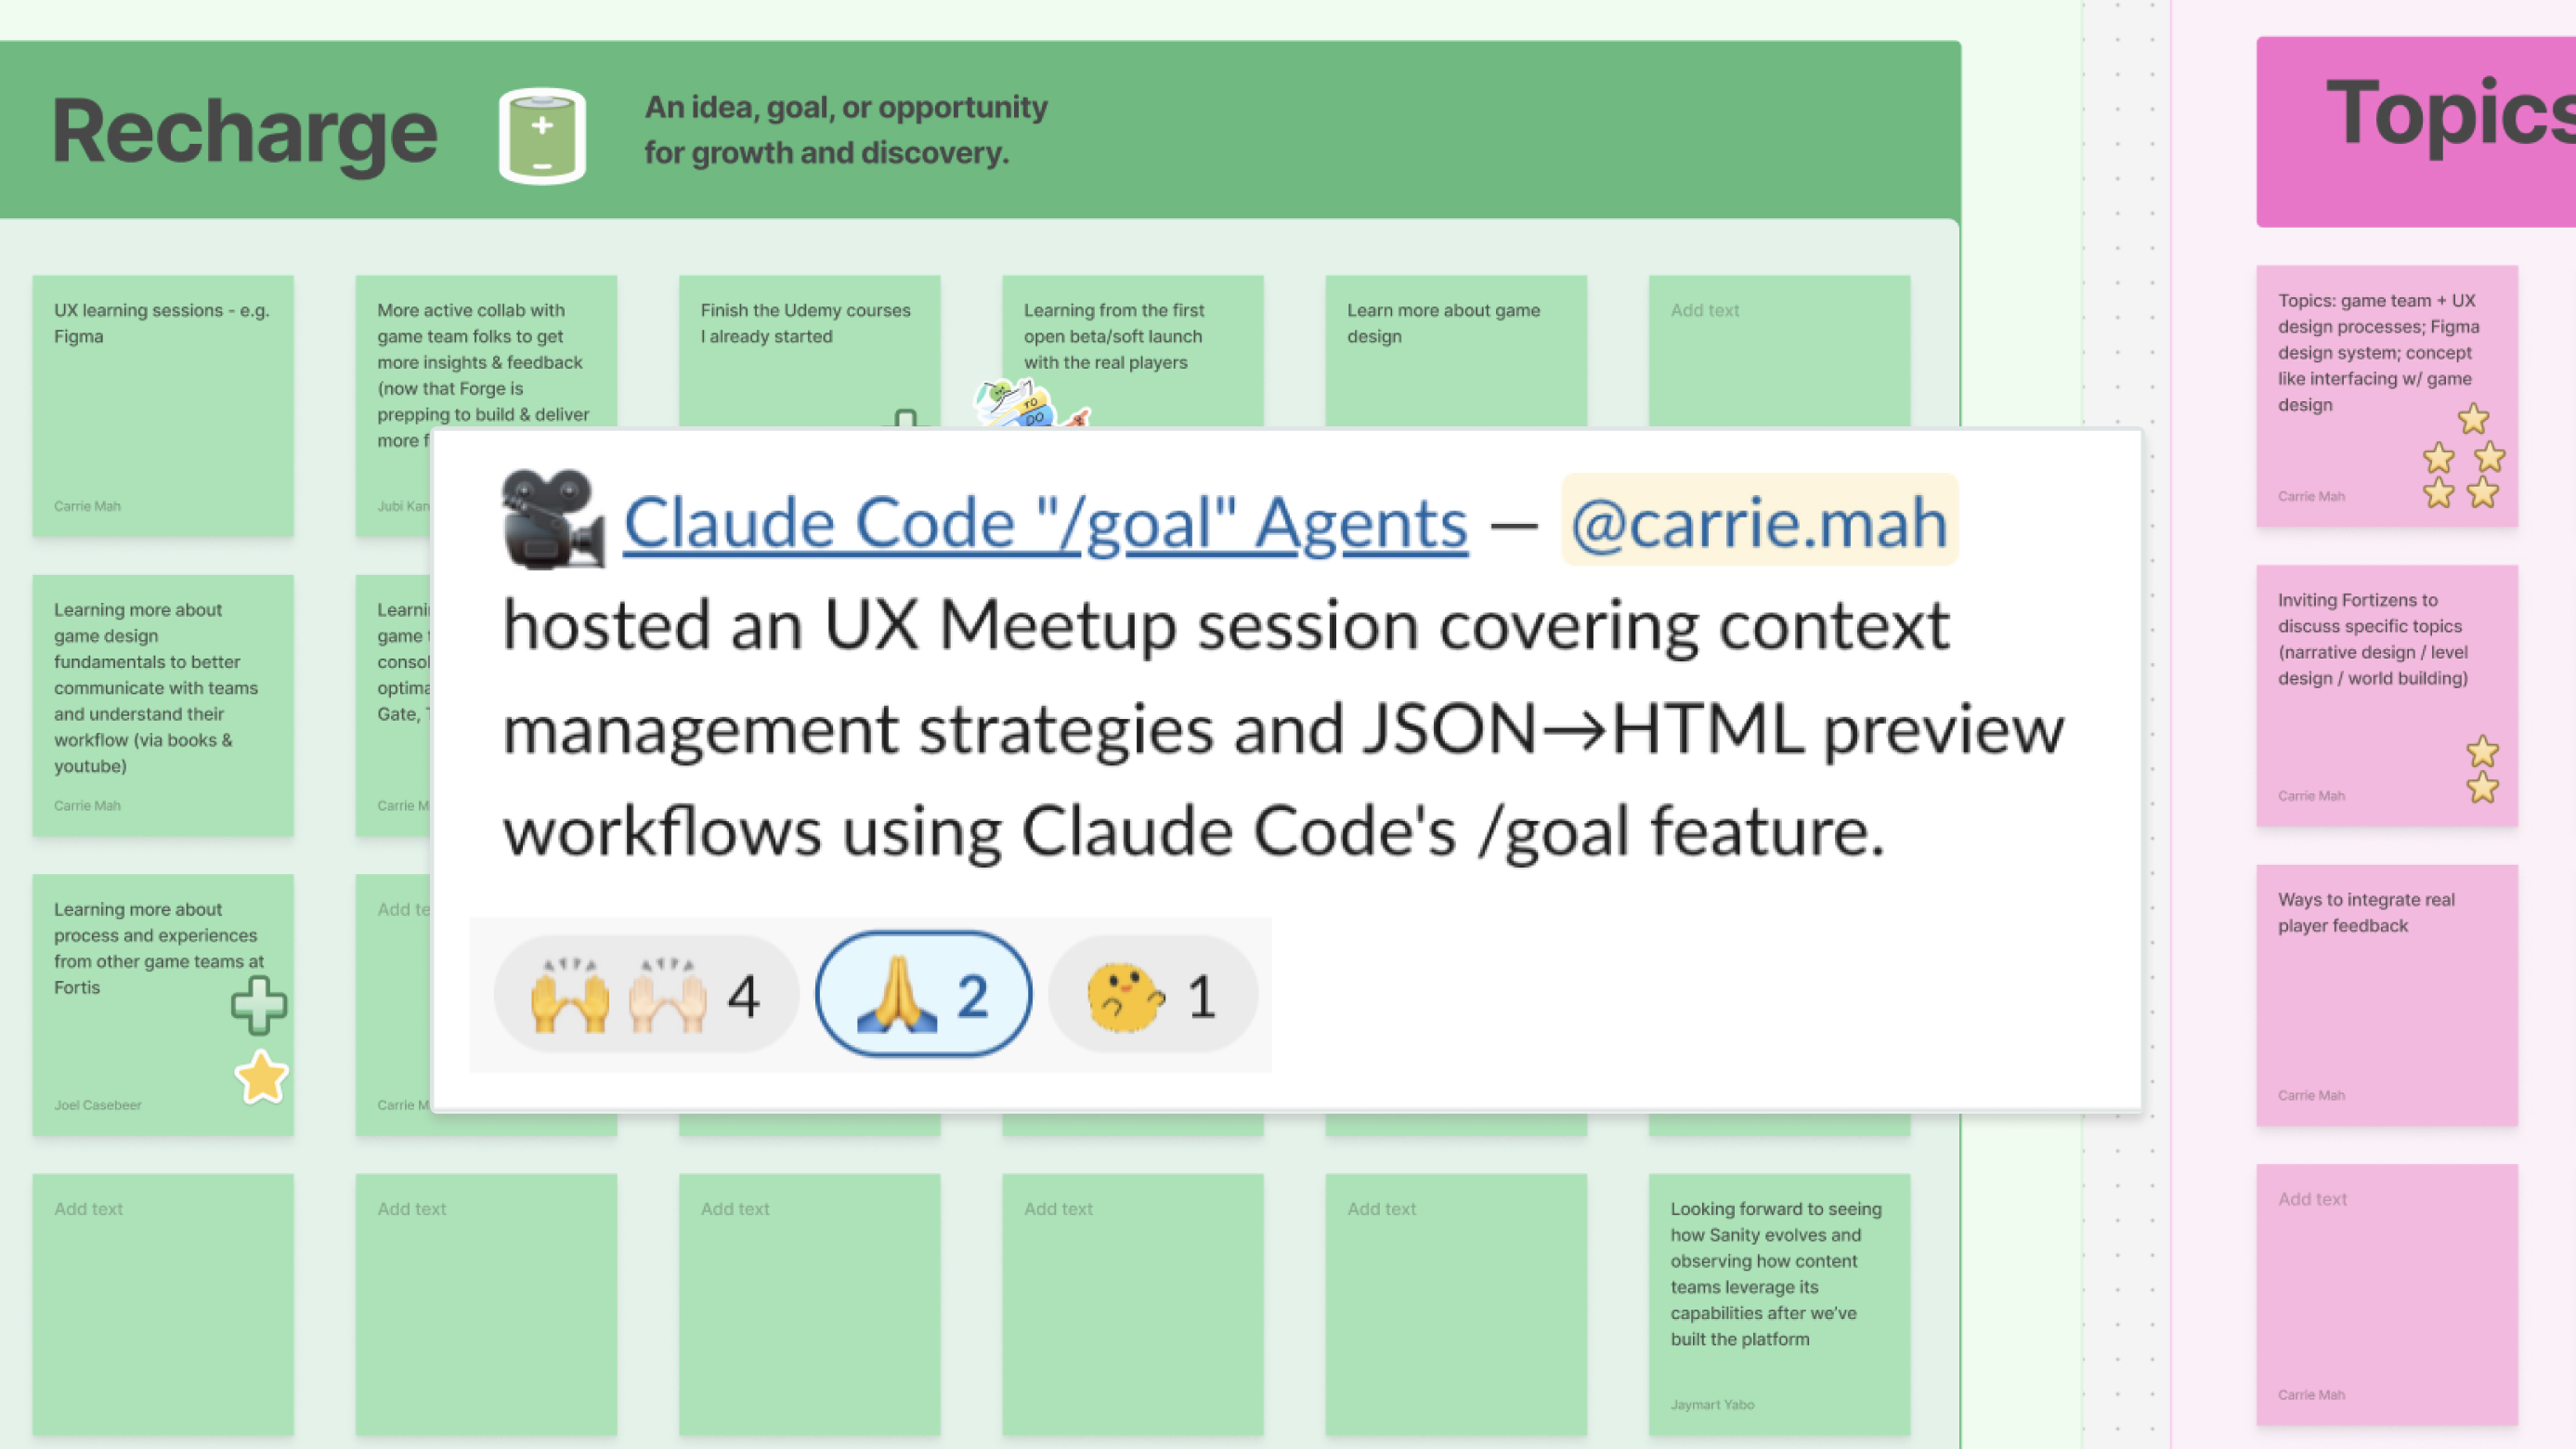 Recharge
An idea, goal, or opportunity
for growth and discovery.
Topics
UX learning sessions - e.g.
Figma
Carrie Mah
More active collab with
game team folks to get
more insights & feedback
(now that Forge is
prepping to build & deliver
more
Jubi
Finish the Udemy courses
I already started
Learning from the first
open beta/soft launch
with the real players
TO
DO
Learn more about game
design
Add text
Topics: game team + UX
design processes; Figma
design system; concept
like interfacing w/ game
design
Carrie Mah
🎥 Claude Code "/goal" Agents — @carrie.mah
hosted an UX Meetup session covering context
management strategies and JSON→HTML preview
workflows using Claude Code's /goal feature.
4
2
1
Learning more about
game design
fundamentals to better
communicate with teams
and understand their
workflow (via books &
youtube)
Carrie Mah
game
Gate,
Carrie
Inviting Fortizens to
discuss specific topics
(narrative design / level
design / world building)
Carrie Mah
Learning more about
process and experiences
from other game teams at
Fortis
Joel Casebeer
Add
Carrie
Ways to integrate real
player feedback
Carrie Mah
Add text
Add text
Add text
Add text
Add text
Looking forward to seeing
how Sanity evolves and
observing how content
teams leverage its
capabilities after we've
built the platform
Jaymart Yabo
Add text
Carrie Mah